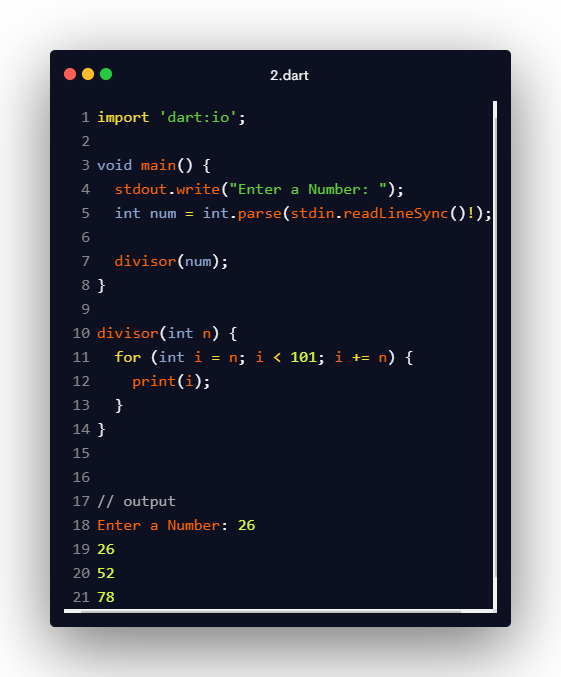 2.dart
1 import 'dart:io';
2
3 void main() {
4   stdout.write("Enter a Number: ");
5   int num = int.parse(stdin.readLineSync()!);
6
7   divisor(num);
8 }
9
10 divisor(int n) {
11   for (int i = n; i < 101; i += n) {
12     print(i);
13   }
14 }
15
16
17 // output
18 Enter a Number: 26
19 26
20 52
21 78